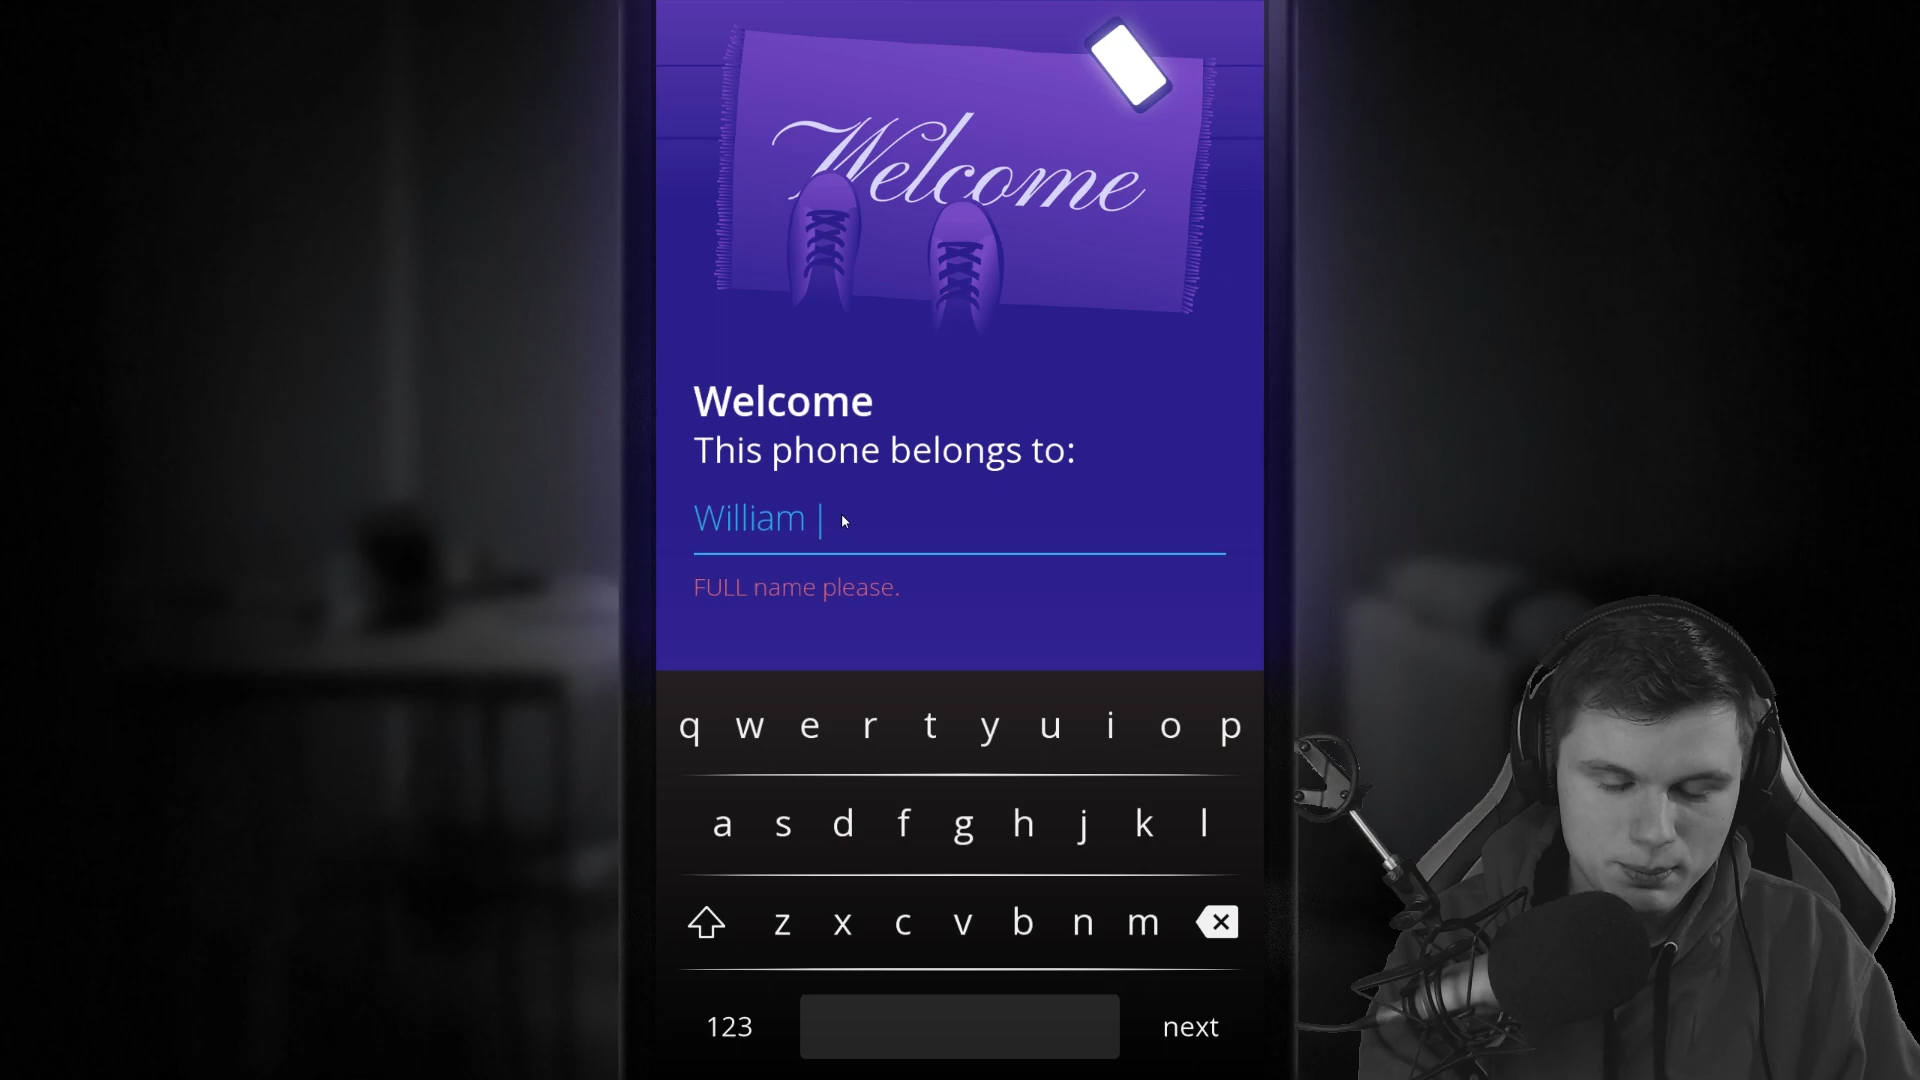 Welcome
Welcome
This phone belongs to:
William
FULL name please.
q w e r t y u i o p
a s d f g h j k l
z x c v b n m
123 next